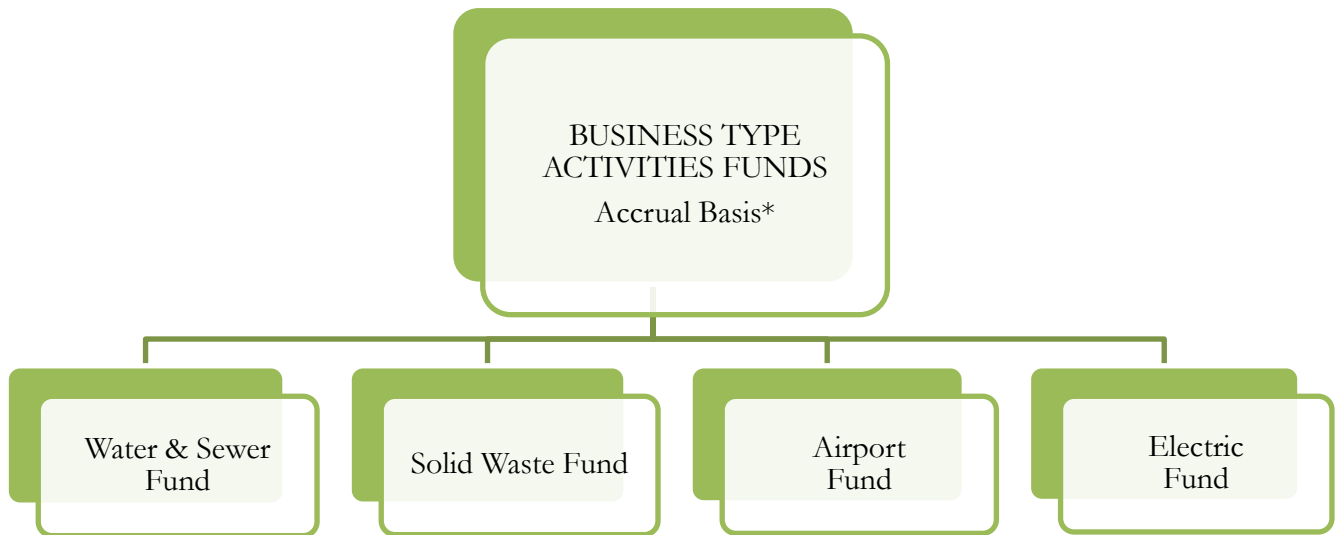 BUSINESS TYPE
ACTIVITIES FUNDS
Accrual Basis*
Water & Sewer
Fund
Solid Waste Fund
Airport
Fund
Electric
Fund